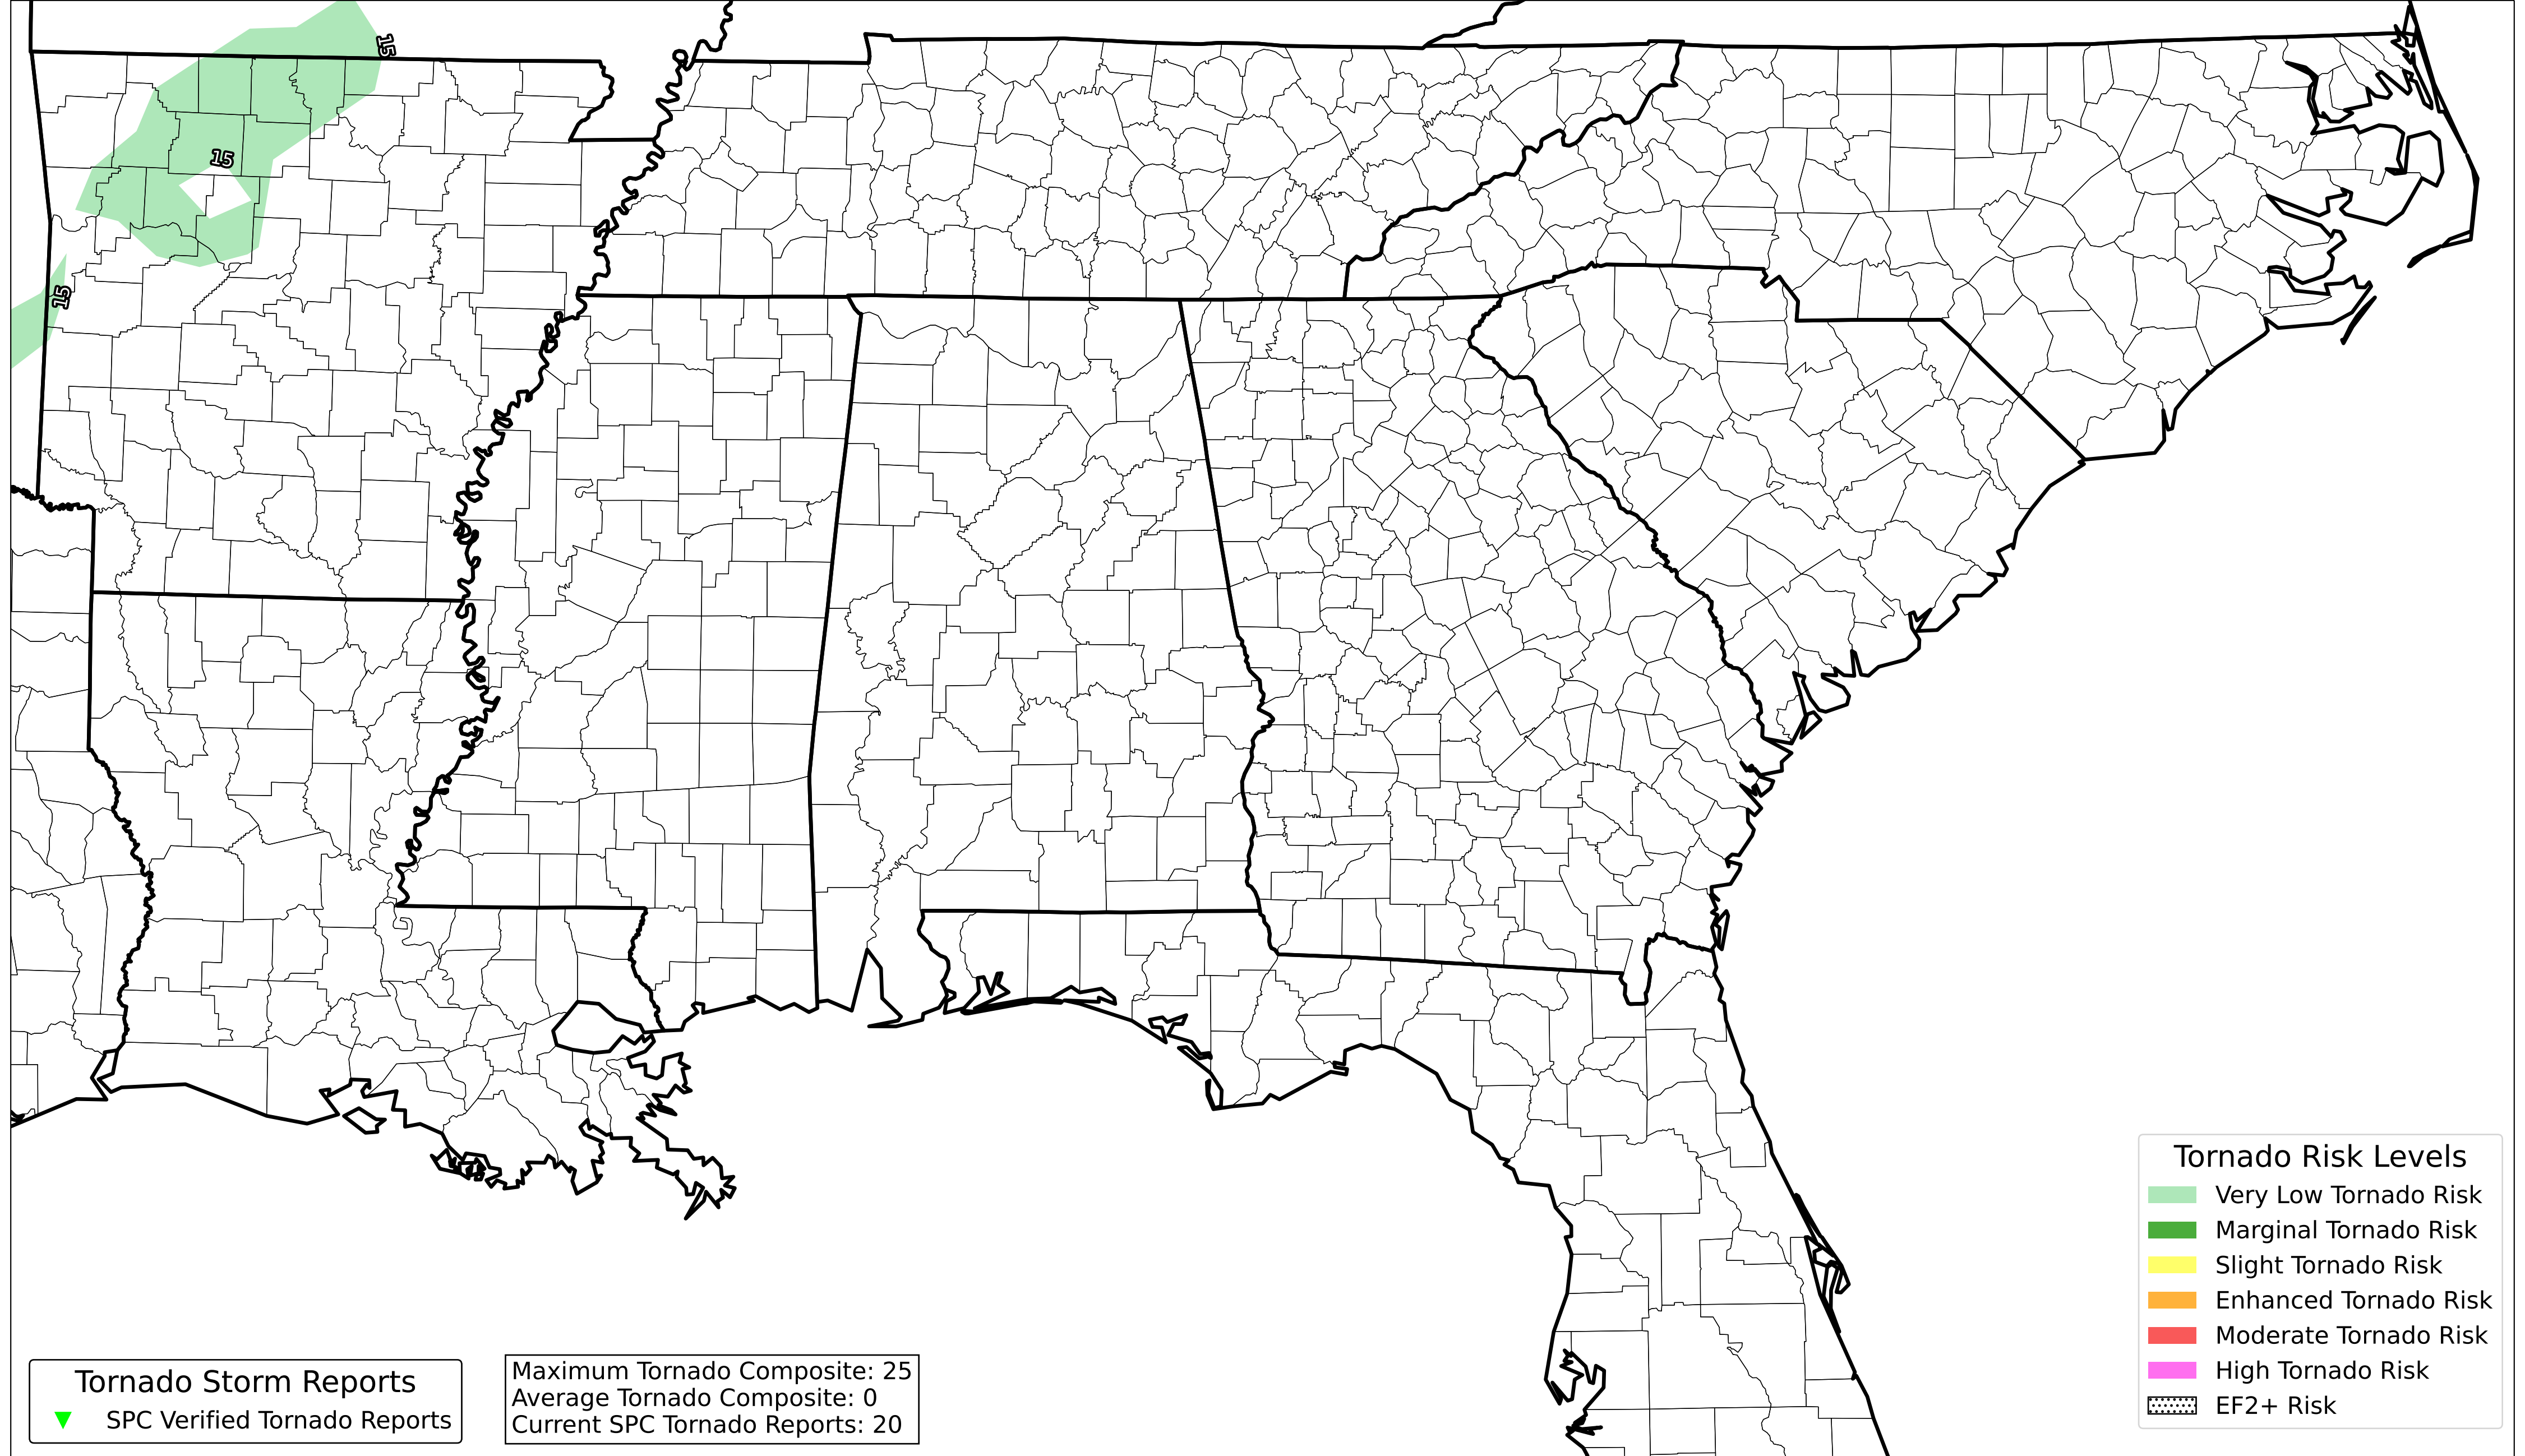 15
15
15
Tornado Risk Levels
Very Low Tornado Risk
Marginal Tornado Risk
Slight Tornado Risk
Enhanced Tornado Risk
Moderate Tornado Risk
High Tornado Risk
EF2+ Risk
Tornado Storm Reports
SPC Verified Tornado Reports
Maximum Tornado Composite: 25
Average Tornado Composite: 0
Current SPC Tornado Reports: 20